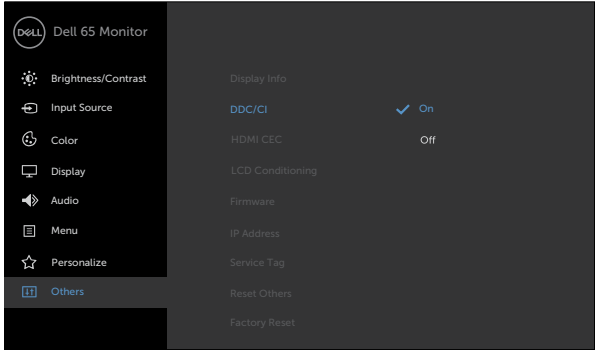 DELL Dell 65 Monitor
Brightness/Contrast Display Info
Input Source DDC/CI On
Color HDMI CEC Off
Display LCD Conditioning
Audio Firmware
Menu IP Address
Personalize Service Tag
Others Reset Others
Factory Reset